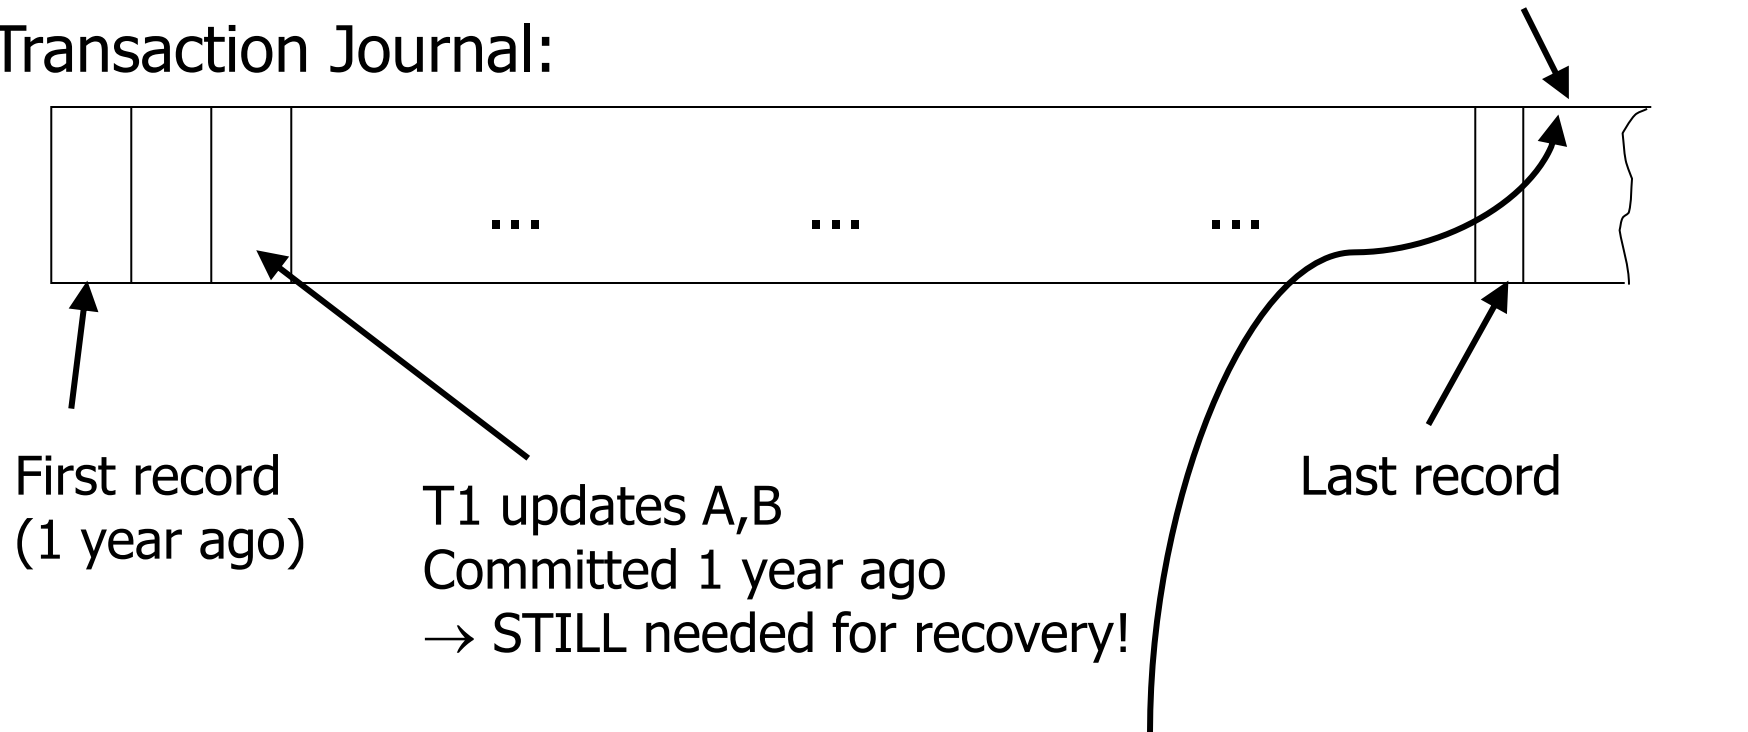 Transaction Journal:
... ... ...
First record
(1 year ago)
T1 updates A,B
Committed 1 year ago
→ STILL needed for recovery!
Last record